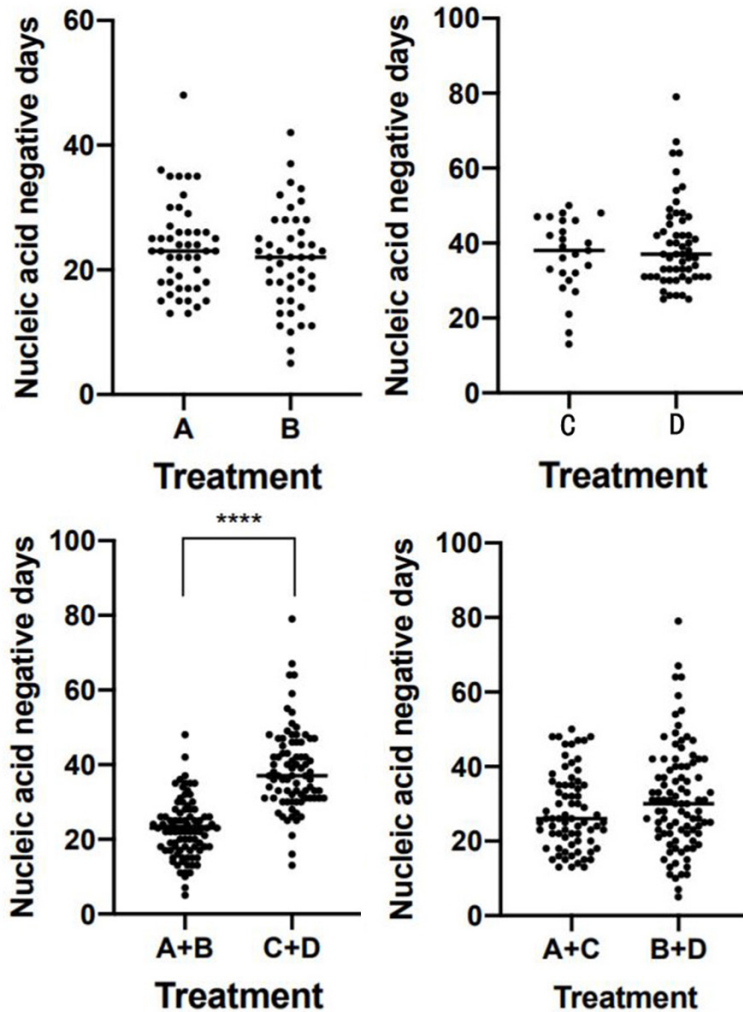 Nucleic acid negative days
60
40
20
0
A B
Treatment
Nucleic acid negative days
100
80
60
40
20
0
C D
Treatment
Nucleic acid negative days
100
80
60
40
20
0
****
A+B C+D
Treatment
Nucleic acid negative days
100
80
60
40
20
0
A+C B+D
Treatment